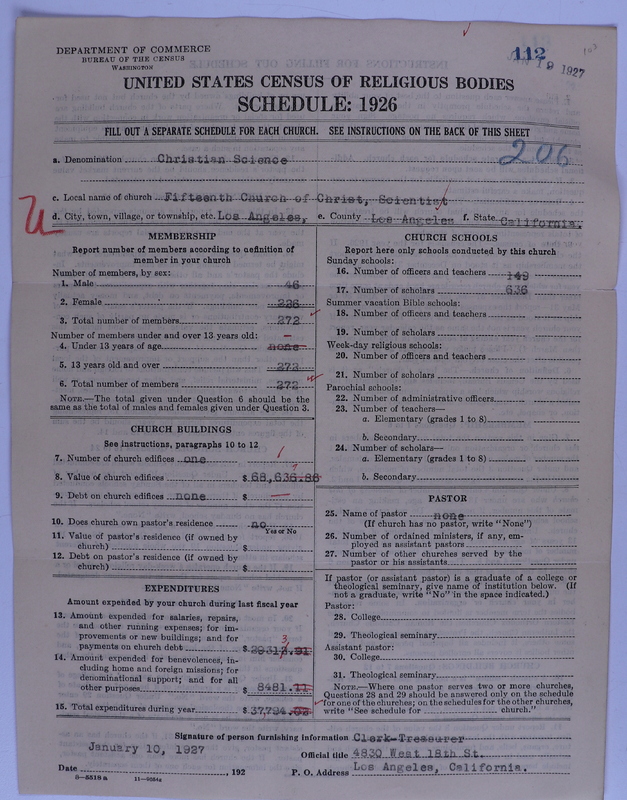 DEPARTMENT OF COMMERCE
BUREAU OF THE CENSUS
WASHINGTON
112
19 1927
103
UNITED STATES CENSUS OF RELIGIOUS BODIES
SCHEDULE: 1926
FILL OUT A SEPARATE SCHEDULE FOR EACH CHURCH. SEE INSTRUCTIONS ON THE BACK OF THIS SHEET
a. Denomination Christian Science
206
c. Local name of church Fifteenth Church of Christ, Scientist
d. City, town, village, or township, etc. Los Angeles, e. County Los Angeles f. State California.
MEMBERSHIP
Report number of members according to definition of
member in your church
Number of members, by sex:
1. Male 46
2. Female 226
3. Total number of members 272
Number of members under and over 13 years old:
4. Under 13 years of age none
5. 13 years old and over 272
6. Total number of members 272
NOTE.—The total given under Question 6 should be the
same as the total of males and females given under Question 3.
CHURCH BUILDINGS
See instructions, paragraphs 10 to 12
7. Number of church edifices one 1
8. Value of church edifices $68,636.86
9. Debt on church edifices none $ —
10. Does church own pastor's residence no
Yes or No
11. Value of pastor's residence (if owned by
church) $
12. Debt on pastor's residence (if owned by
church) $
EXPENDITURES
Amount expended by your church during last fiscal year
13. Amount expended for salaries, repairs,
and other running expenses; for im-
provements or new buildings; and for
payments on church debt $ 29312.91
3
14. Amount expended for benevolences, in-
cluding home and foreign missions; for
denominational support; and for all
other purposes $ 8481.11
15. Total expenditures during year $ 37,794.02
CHURCH SCHOOLS
Report here only schools conducted by this church
Sunday schools:
16. Number of officers and teachers 149
17. Number of scholars 636
Summer vacation Bible schools:
18. Number of officers and teachers
19. Number of scholars
Week-day religious schools:
20. Number of officers and teachers
21. Number of scholars
Parochial schools:
22. Number of administrative officers
23. Number of teachers—
a. Elementary (grades 1 to 8)
b. Secondary
24. Number of scholars—
a. Elementary (grades 1 to 8)
b. Secondary
PASTOR
25. Name of pastor none
(If church has no pastor, write "None")
26. Number of ordained ministers, if any, em-
ployed as assistant pastors
27. Number of other churches served by the
pastor or his assistants
If pastor (or assistant pastor) is a graduate of a college or
theological seminary, give name of institution below. (If
not a graduate, write "No" in the space indicated.)
Pastor:
28. College
29. Theological seminary
Assistant pastor:
30. College
31. Theological seminary
NOTE.—Where one pastor serves two or more churches,
Questions 28 and 29 should be answered only on the schedule
for one of the churches; on the schedules for the other churches,
write "See schedule for church."
Signature of person furnishing information Clerk-Treasurer
January 10, 1927
Official title 4830 West 18th St.
Date , 192
P. O. Address Los Angeles, California.
8-5518 a